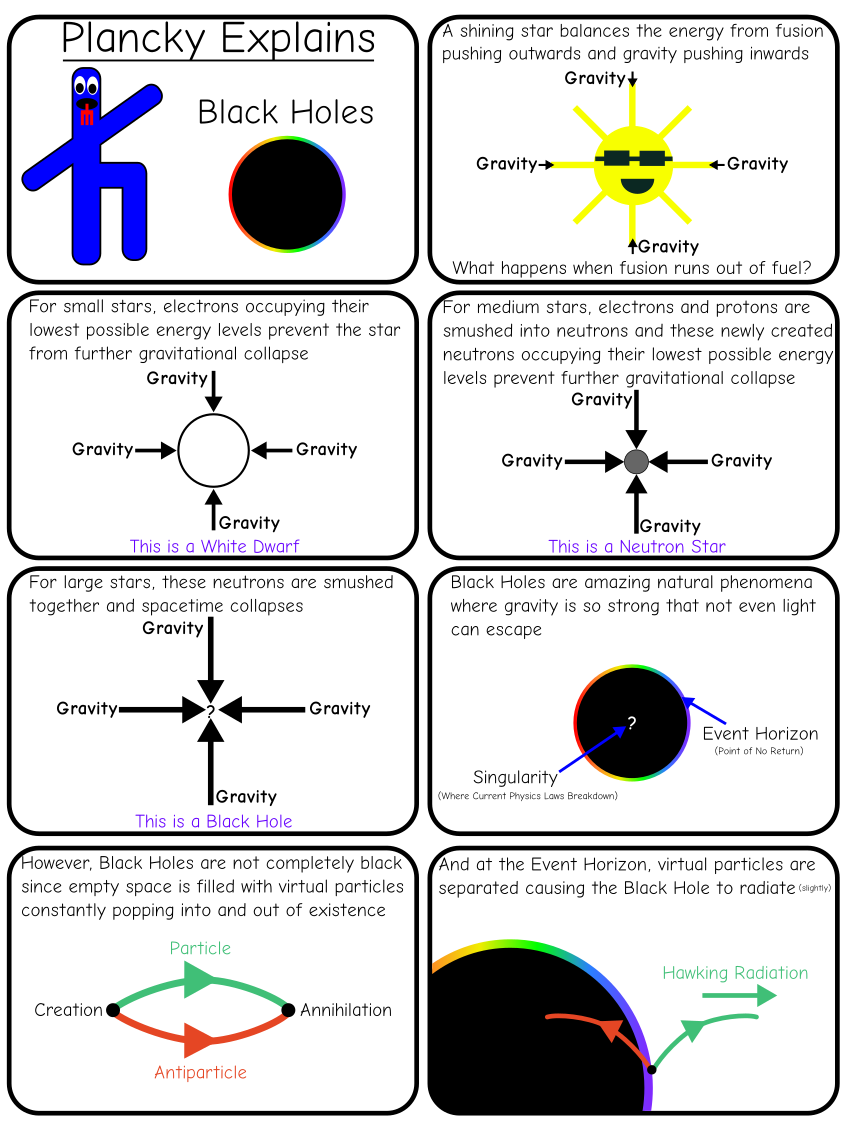 Plancky Explains
Black Holes
A shining star balances the energy from fusion
pushing outwards and gravity pushing inwards
Gravity
Gravity
Gravity
Gravity
What happens when fusion runs out of fuel?
For small stars, electrons occupying their
lowest possible energy levels prevent the star
from further gravitational collapse
Gravity
Gravity
Gravity
Gravity
This is a White Dwarf
For medium stars, electrons and protons are
smushed into neutrons and these newly created
neutrons occupying their lowest possible energy
levels prevent further gravitational collapse
Gravity
Gravity
Gravity
Gravity
This is a Neutron Star
For large stars, these neutrons are smushed
together and spacetime collapses
Gravity
Gravity
?
Gravity
Gravity
This is a Black Hole
Black Holes are amazing natural phenomena
where gravity is so strong that not even light
can escape
?
Event Horizon
(Point of No Return)
Singularity
(Where Current Physics Laws Breakdown)
However, Black Holes are not completely black
since empty space is filled with virtual particles
constantly popping into and out of existence
Particle
Creation
Annihilation
Antiparticle
And at the Event Horizon, virtual particles are
separated causing the Black Hole to radiate (slightly)
Hawking Radiation